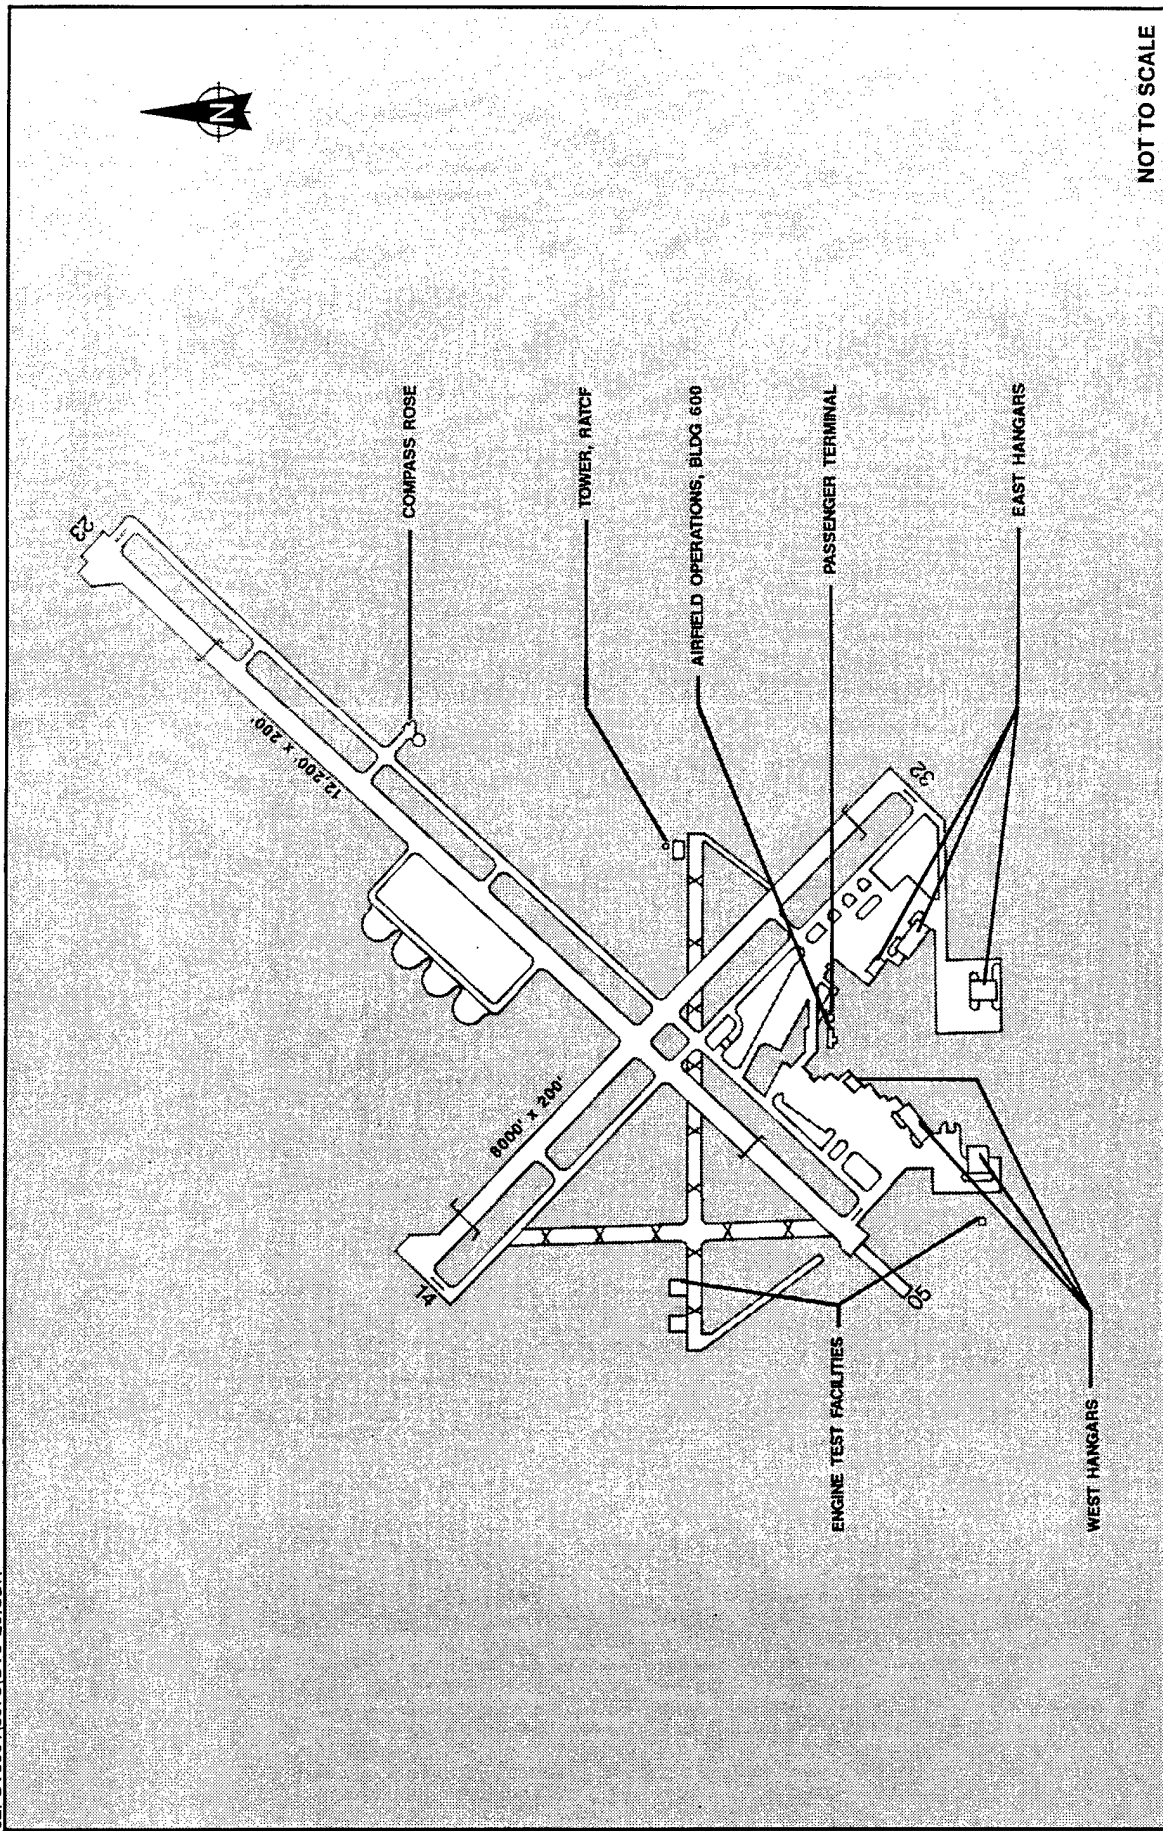 N
23
COMPASS ROSE
12,200' x 200'
TOWER, RATCF
AIRFIELD OPERATIONS, BLDG 600
PASSENGER TERMINAL
EAST HANGARS
32
8000' X 200'
14
05
ENGINE TEST FACILITIES
WEST HANGARS
NOT TO SCALE